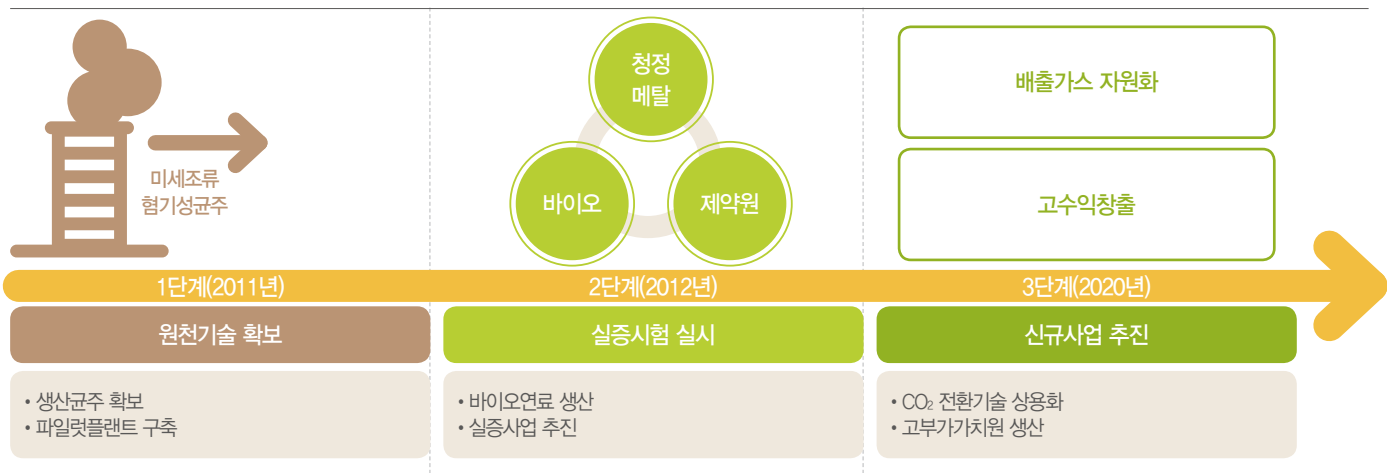 미세조류
혐기성균주
청정
메탈
바이오
제약원
배출가스 자원화
고수익창출
1단계(2011년)
2단계(2012년)
3단계(2020년)
원천기술 확보
실증시험 실시
신규사업 추진
• 생산균주 확보
• 파일럿플랜트 구축
• 바이오연료 생산
• 실증사업 추진
• CO₂ 전환기술 상용화
• 고부가가치원 생산